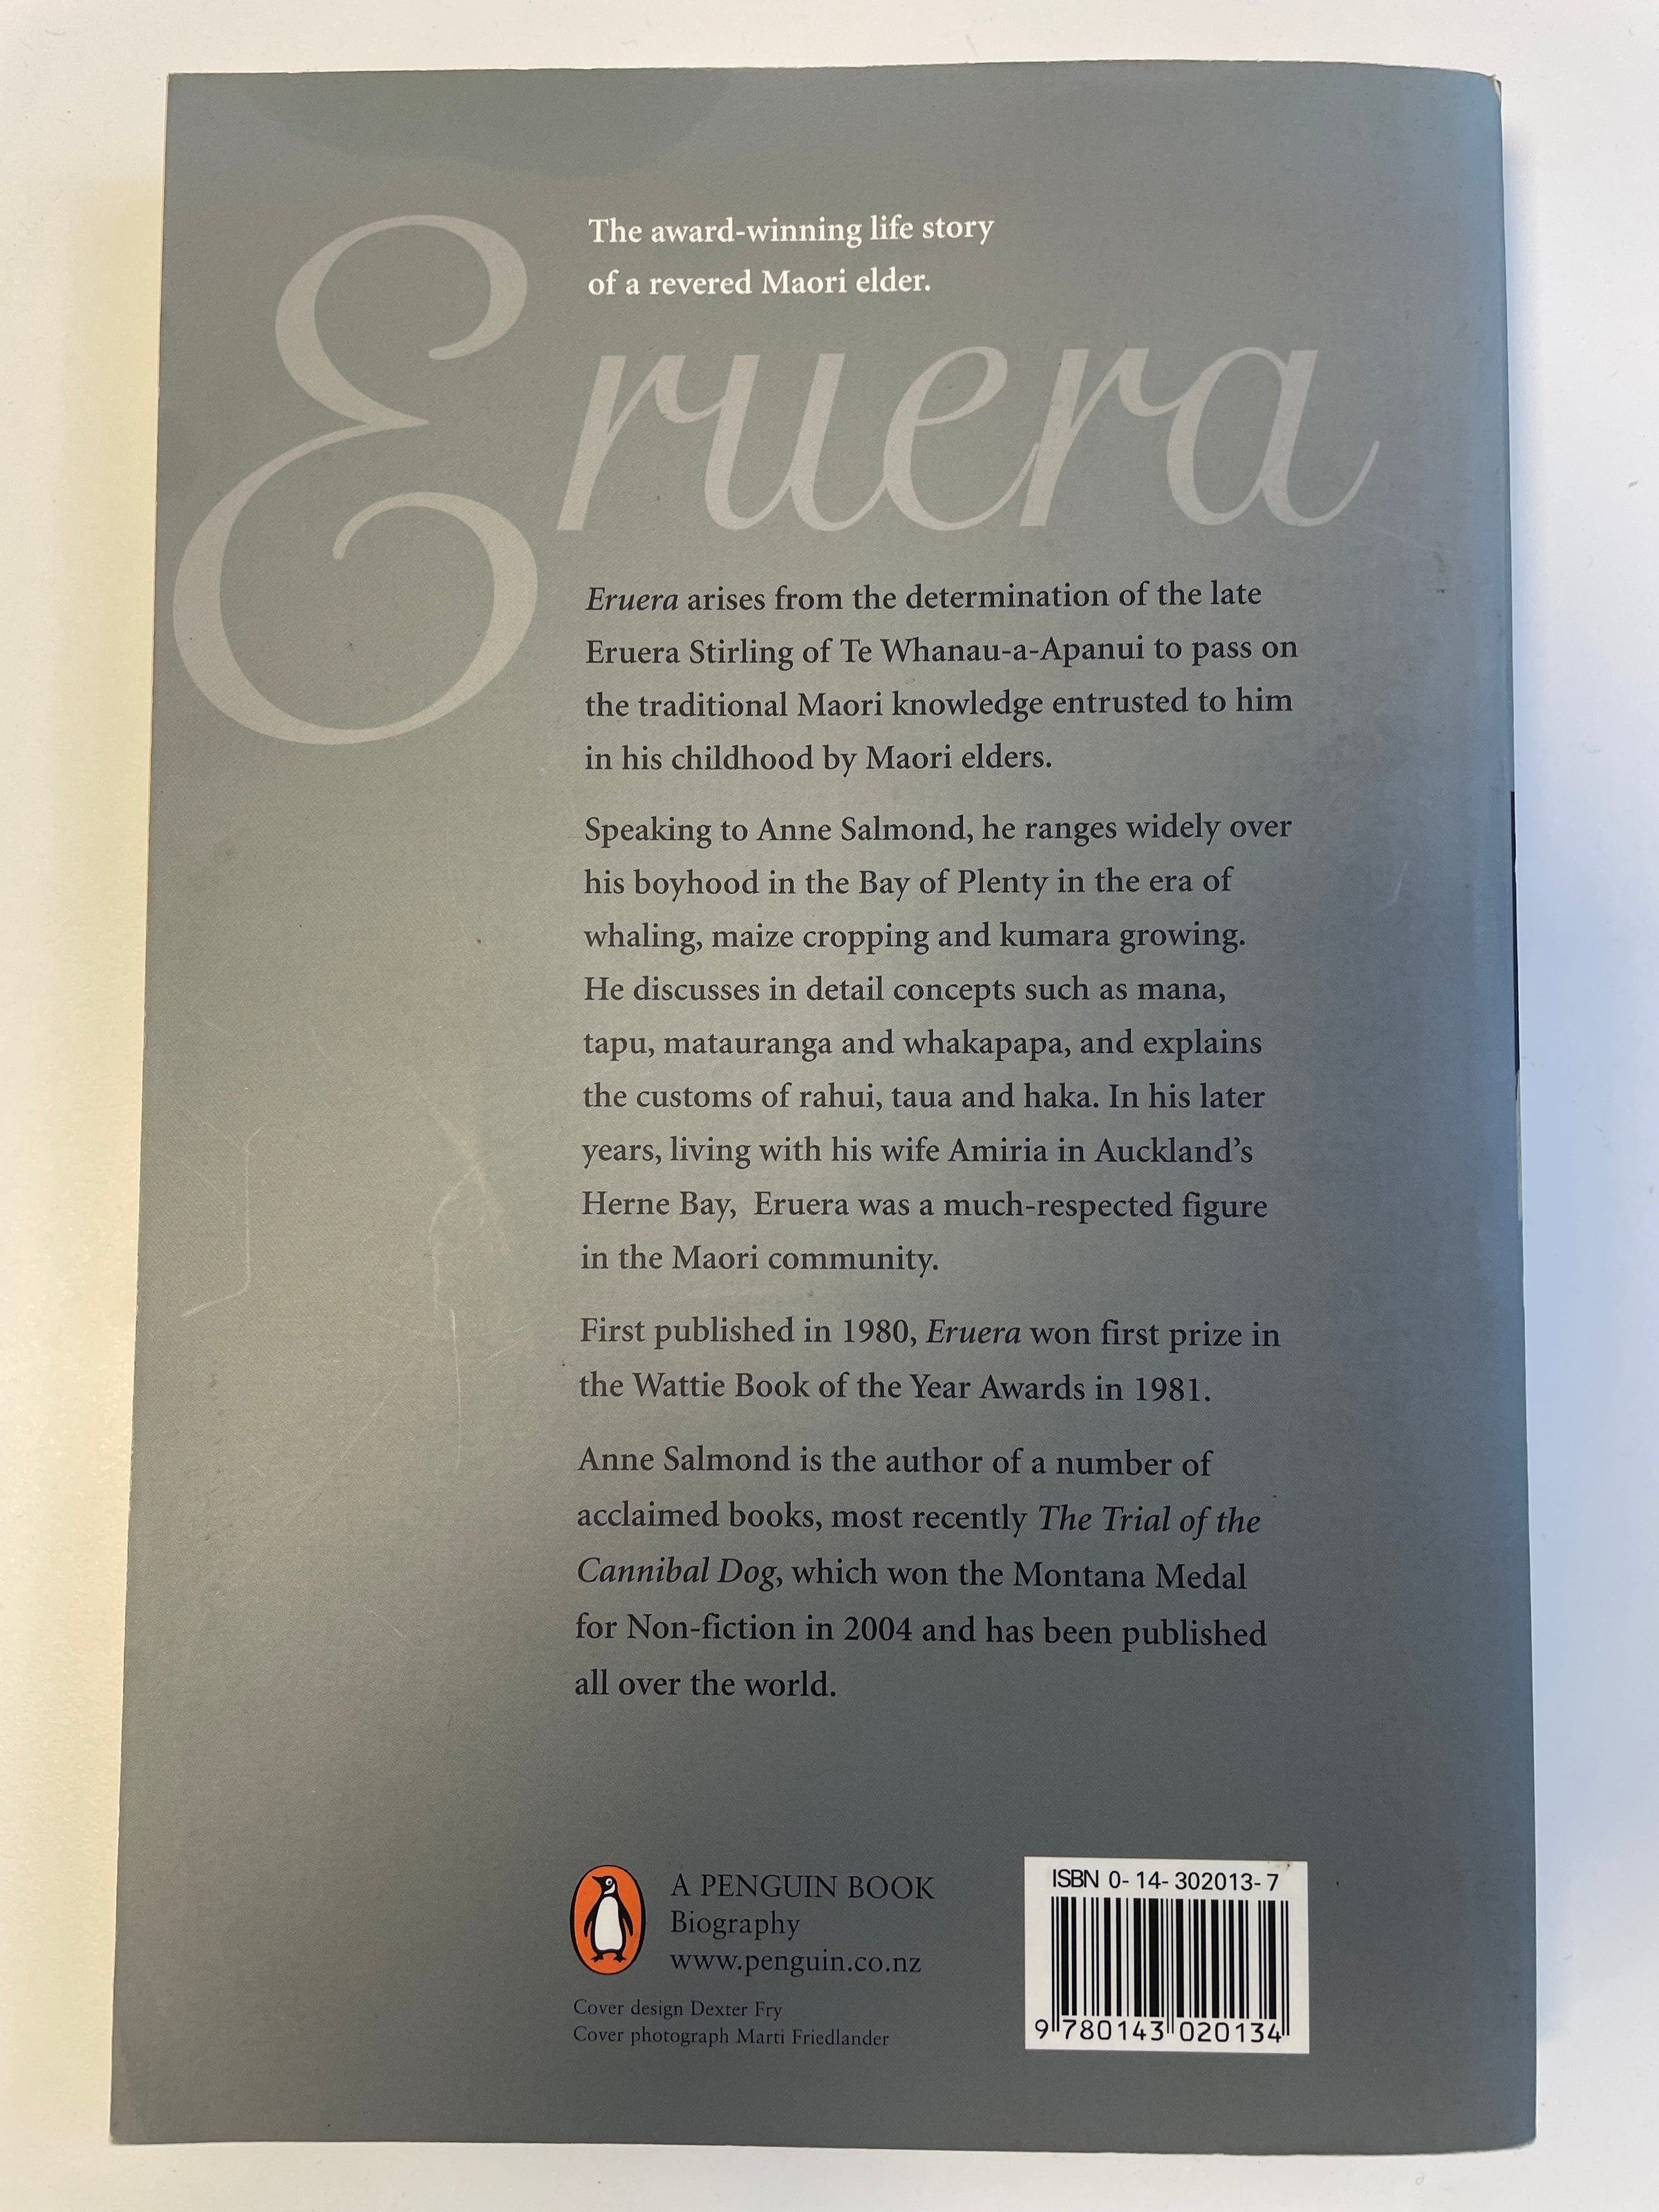 The award-winning life story
of a revered Maori elder.
Eruera
Eruera arises from the determination of the late
Eruera Stirling of Te Whanau-a-Apanui to pass on
the traditional Maori knowledge entrusted to him
in his childhood by Maori elders.
Speaking to Anne Salmond, he ranges widely over
his boyhood in the Bay of Plenty in the era of
whaling, maize cropping and kumara growing.
He discusses in detail concepts such as mana,
tapu, matauranga and whakapapa, and explains
the customs of rahui, taua and haka. In his later
years, living with his wife Amiria in Auckland’s
Herne Bay,  Eruera was a much-respected figure
in the Maori community.
First published in 1980, Eruera won first prize in
the Wattie Book of the Year Awards in 1981.
Anne Salmond is the author of a number of
acclaimed books, most recently The Trial of the
Cannibal Dog, which won the Montana Medal
for Non-fiction in 2004 and has been published
all over the world.
A PENGUIN BOOK
Biography
www.penguin.co.nz
Cover design Dexter Fry
Cover photograph Marti Friedlander
ISBN 0-14-302013-7
9 780143 020134